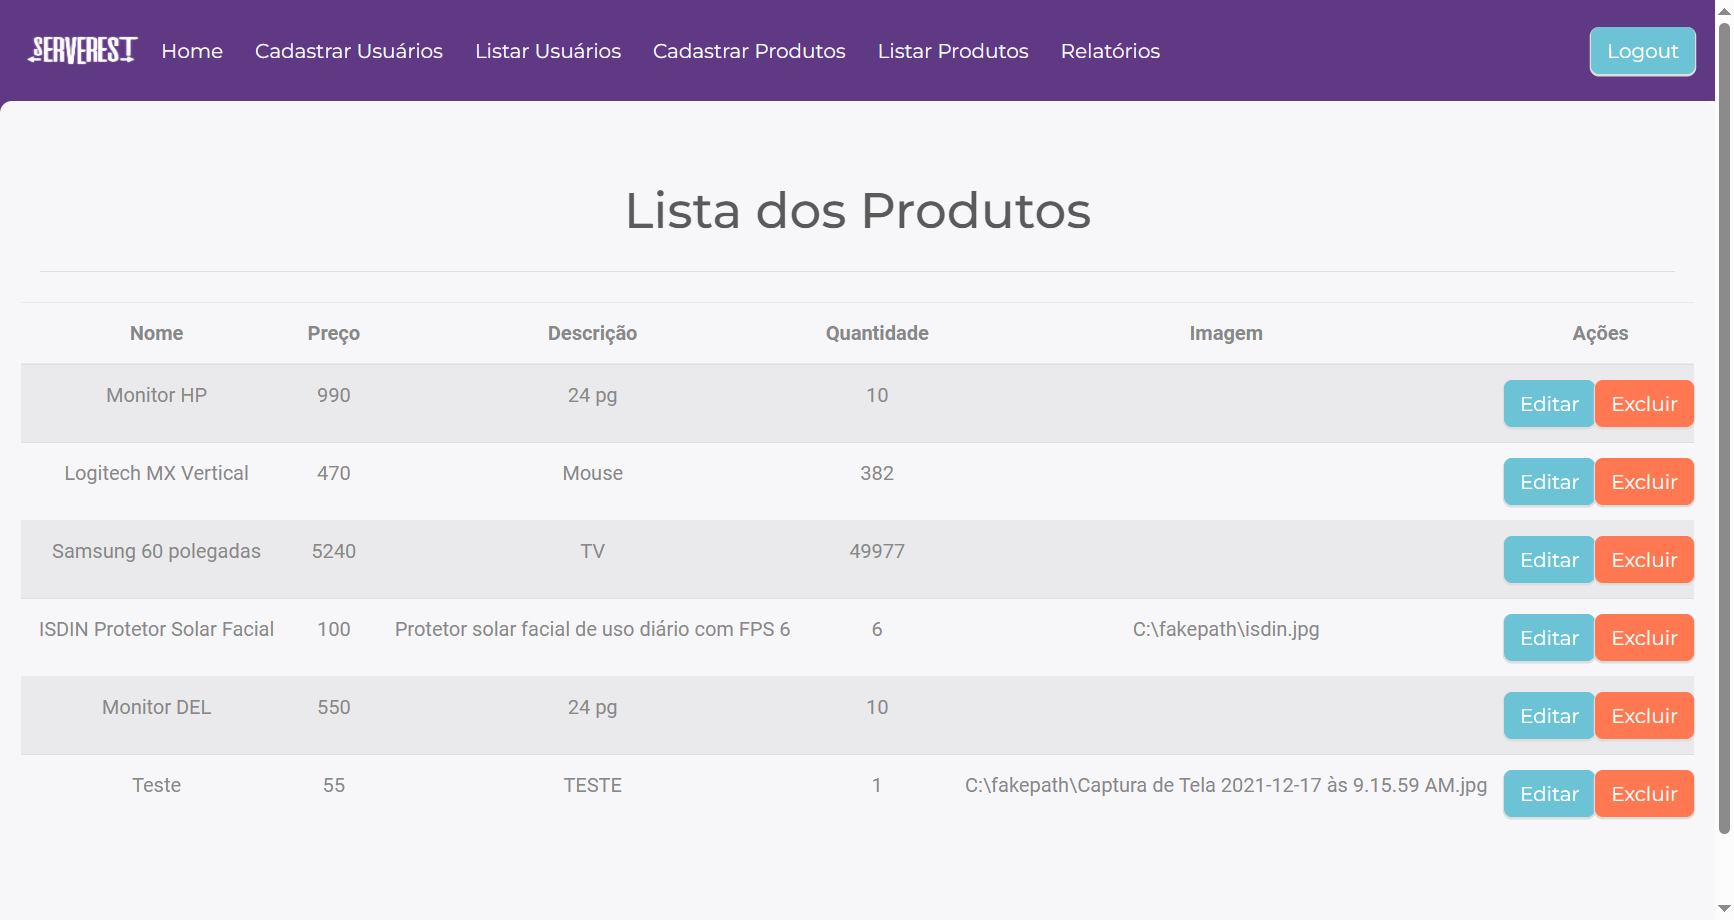 SERVEREST Home Cadastrar Usuários Listar Usuários Cadastrar Produtos Listar Produtos Relatórios Logout
Lista dos Produtos
Nome Preço Descrição Quantidade Imagem Ações
Monitor HP 990 24 pg 10 Editar Excluir
Logitech MX Vertical 470 Mouse 382 Editar Excluir
Samsung 60 polegadas 5240 TV 49977 Editar Excluir
ISDIN Protetor Solar Facial 100 Protetor solar facial de uso diário com FPS 6 6 C:\fakepath\isdin.jpg Editar Excluir
Monitor DEL 550 24 pg 10 Editar Excluir
Teste 55 TESTE 1 C:\fakepath\Captura de Tela 2021-12-17 às 9.15.59 AM.jpg Editar Excluir